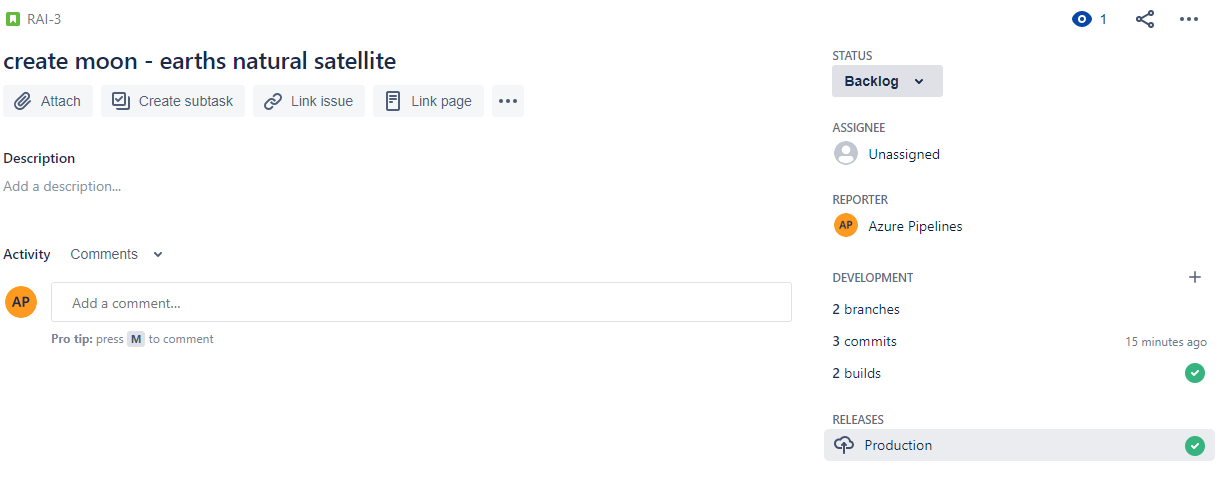 RAI-3
1
create moon - earths natural satellite
Attach
Create subtask
Link issue
Link page
Description
Add a description...
Activity
Comments
AP
Add a comment...
Pro tip: press M to comment
STATUS
Backlog
ASSIGNEE
Unassigned
REPORTER
AP
Azure Pipelines
DEVELOPMENT
2 branches
3 commits
15 minutes ago
2 builds
RELEASES
Production